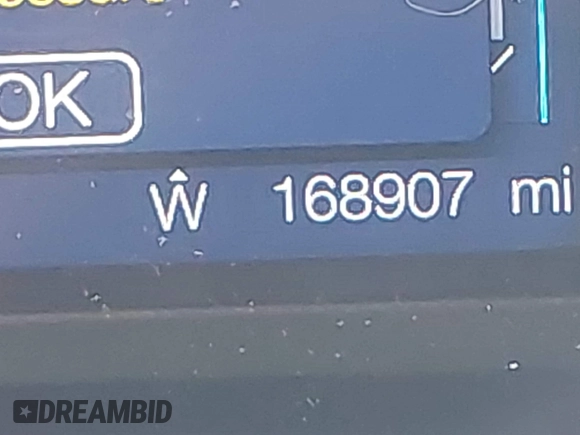 OK
Ŵ 168907 mi
DREAMBID